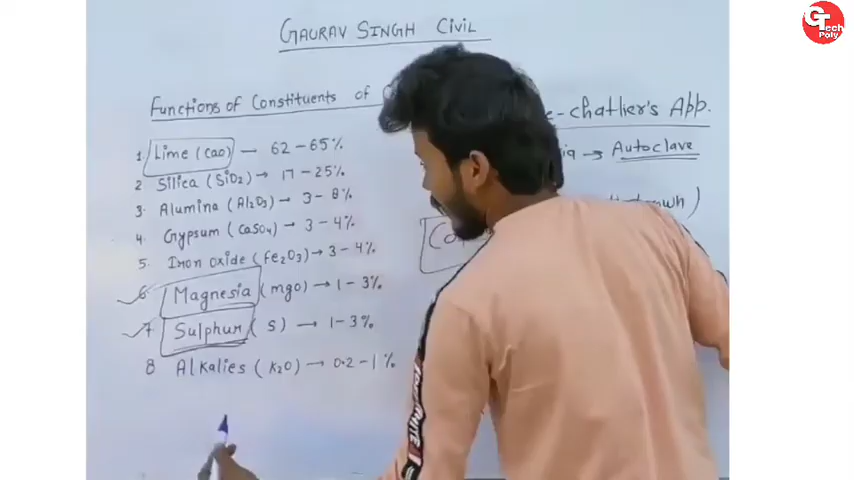 GAURAV SINGH CIVIL
GTech
Poly
Functions of Constituents of
1. Lime (CaO) → 62-65%
2 Silica (SiO2) → 17-25%
3. Alumina (Al2O3) → 3-8%
4. Gypsum (CaSO4) → 3-4%
5. Iron oxide (Fe2O3) → 3-4%
6 Magnesia (mgo) → 1-3%
7 Sulphur (S) → 1-3%
8 Alkalies (K2O) → 0.2-1%
e-chatlier's App.
→ Autoclave